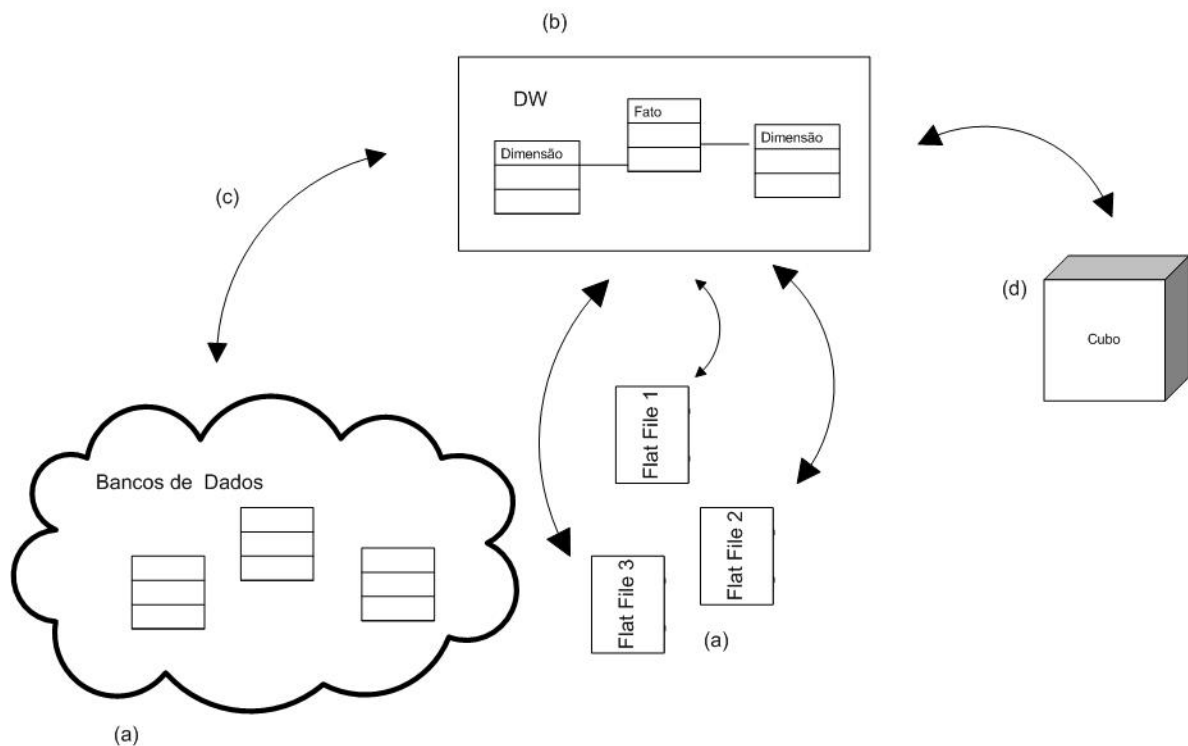 (b)
DW
Fato
Dimensão
Dimensão
(c)
(d)
Cubo
Flat File 1
Bancos de Dados
Flat File 2
Flat File 3
(a)
(a)